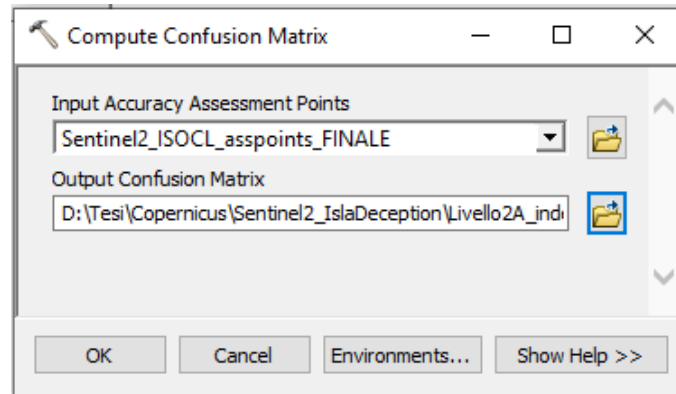 Compute Confusion Matrix
Input Accuracy Assessment Points
Sentinel2_ISOCL_asspoints_FINALE
Output Confusion Matrix
D:\Tesi\Copernicus\Sentinel2_IslaDeception\Livello2A_ind
OK Cancel Environments... Show Help >>